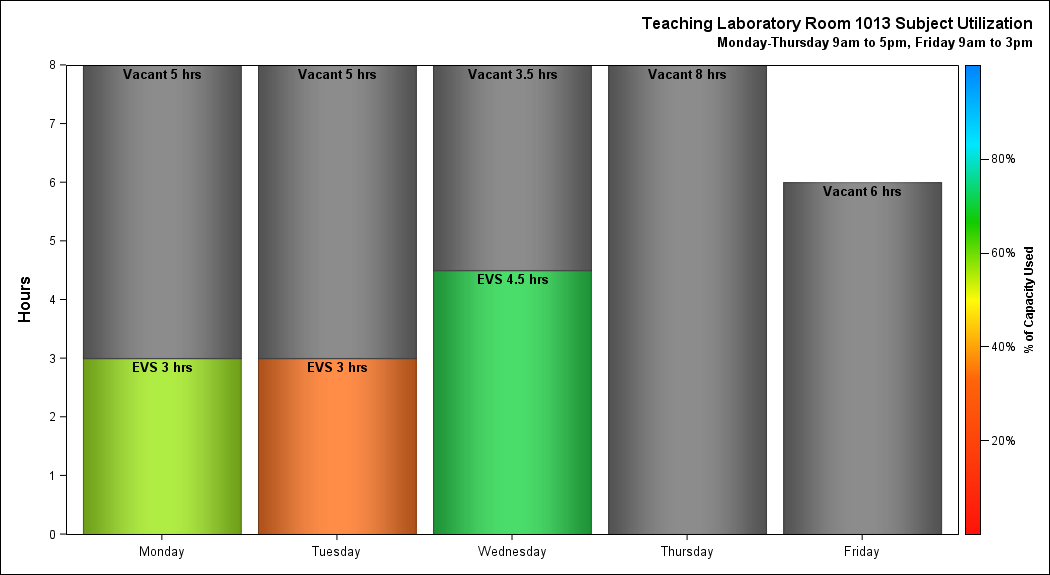 Teaching Laboratory Room 1013 Subject Utilization
Monday-Thursday 9am to 5pm, Friday 9am to 3pm
Hours
8
7
6
5
4
3
2
1
0
Vacant 5 hrs
EVS 3 hrs
Vacant 5 hrs
EVS 3 hrs
Vacant 3.5 hrs
EVS 4.5 hrs
Vacant 8 hrs
Vacant 6 hrs
Monday
Tuesday
Wednesday
Thursday
Friday
80%
60%
40%
20%
% of Capacity Used